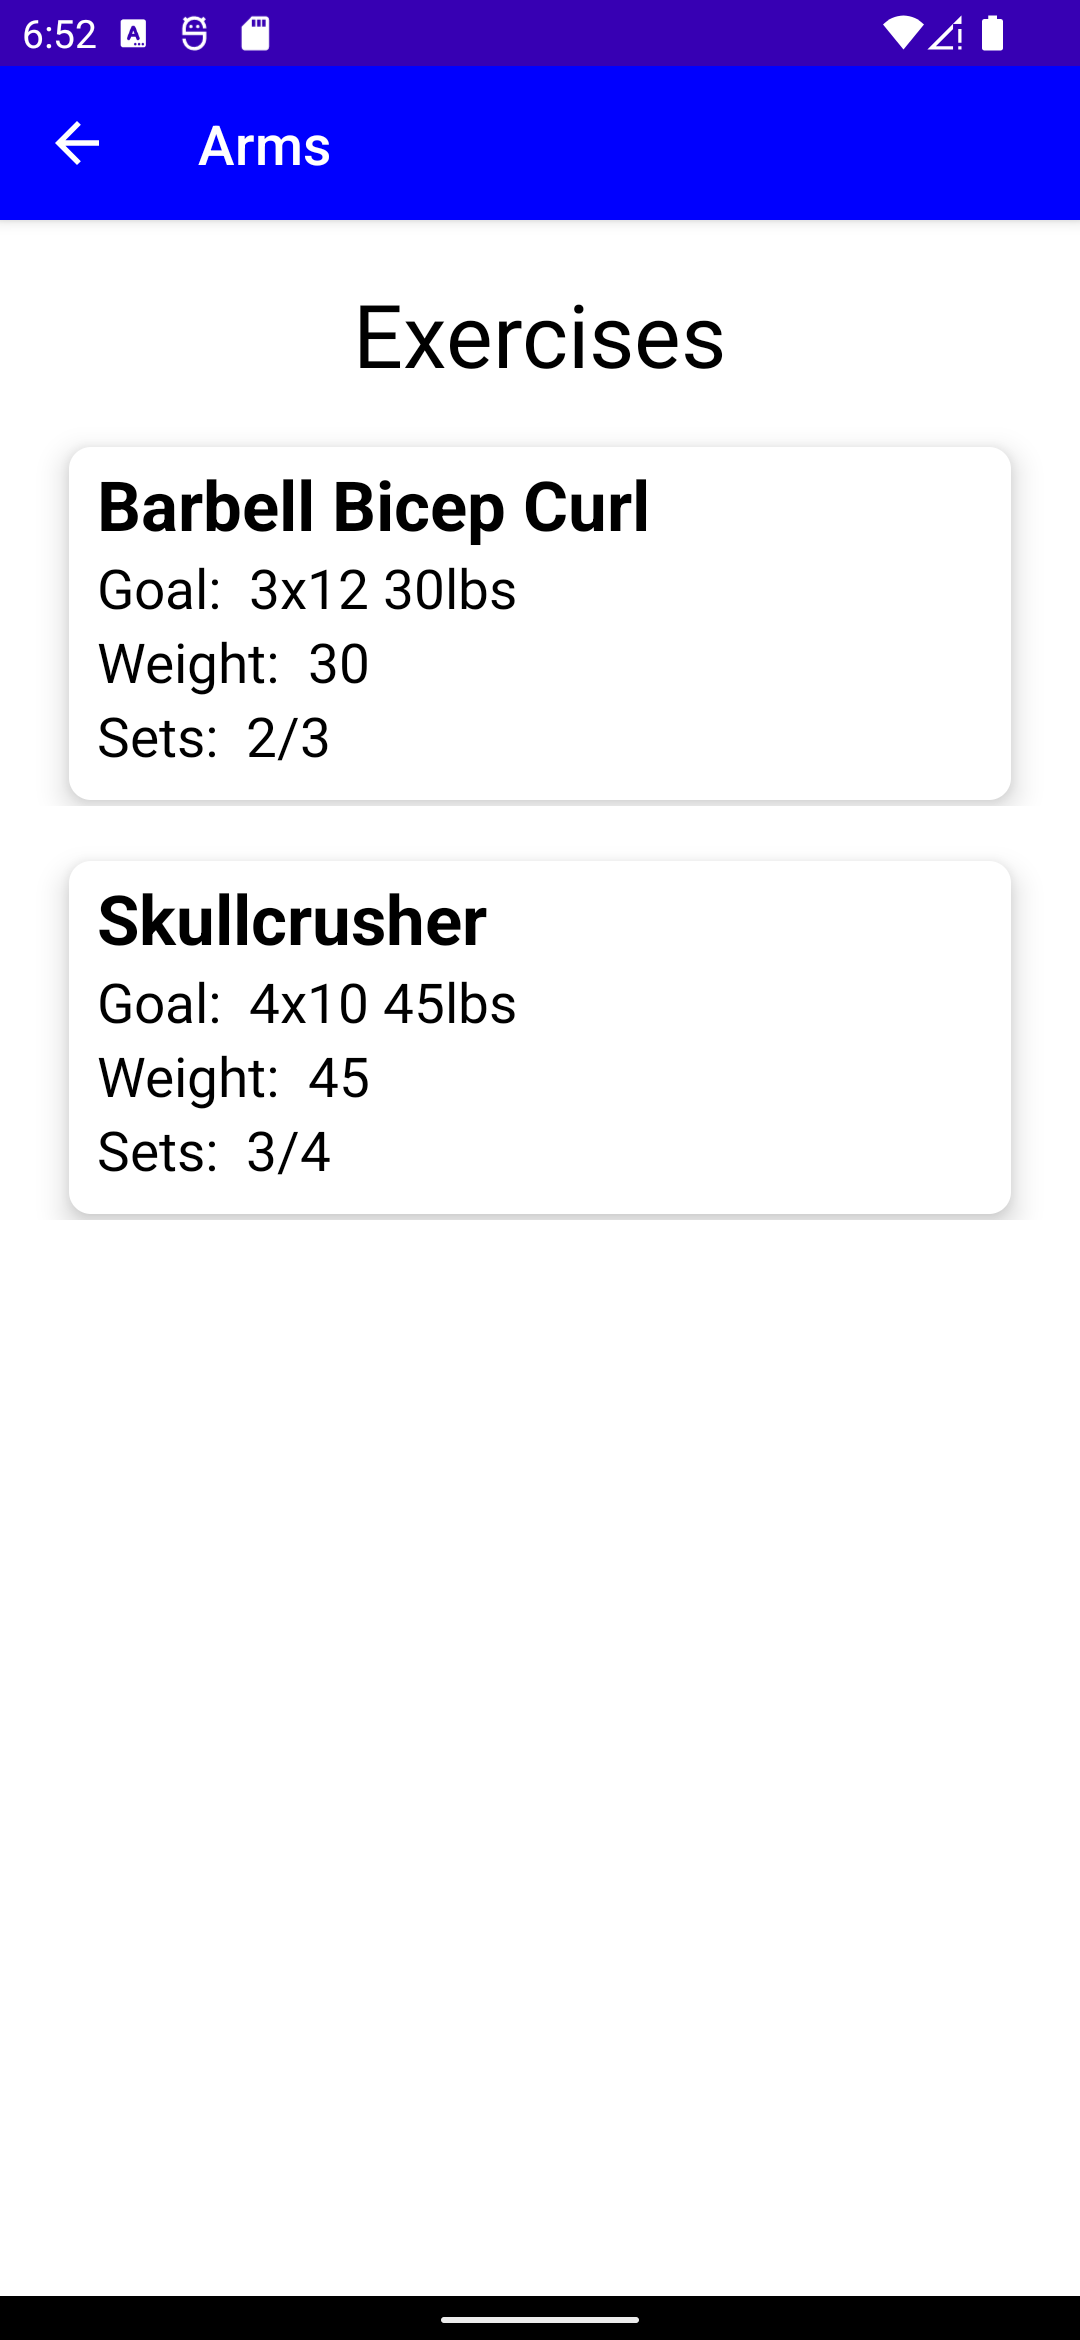 6:52
Arms
Exercises
Barbell Bicep Curl
Goal: 3x12 30lbs
Weight: 30
Sets: 2/3
Skullcrusher
Goal: 4x10 45lbs
Weight: 45
Sets: 3/4